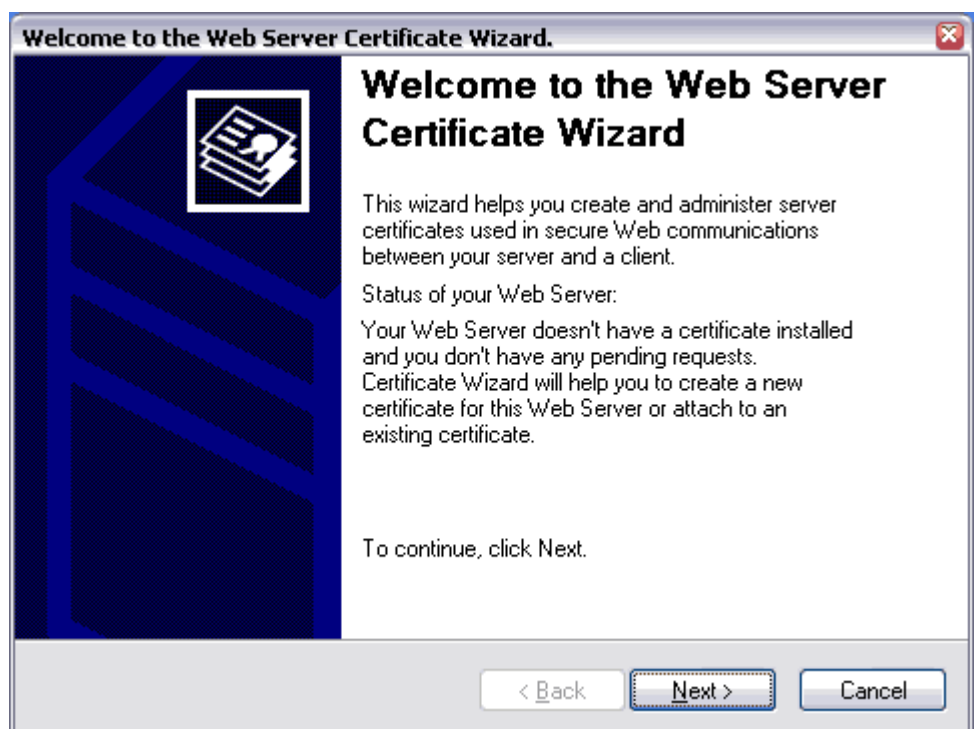 Welcome to the Web Server Certificate Wizard.
Welcome to the Web Server
Certificate Wizard
This wizard helps you create and administer server
certificates used in secure Web communications
between your server and a client.
Status of your Web Server:
Your Web Server doesn't have a certificate installed
and you don't have any pending requests.
Certificate Wizard will help you to create a new
certificate for this Web Server or attach to an
existing certificate.
To continue, click Next.
< Back
Next >
Cancel